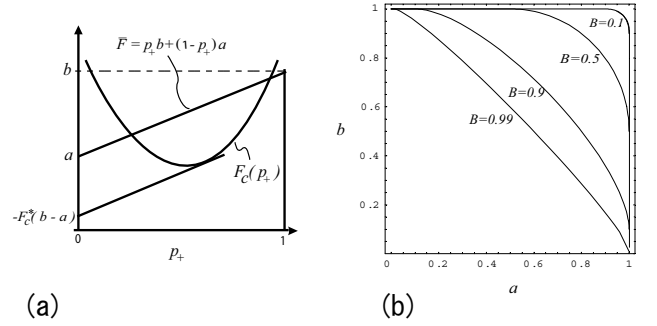 F̄ = p₊b+(1-p₊)a
b
a
F_c(p₊)
-F_c^*(b-a)
0
1
p₊
(a)
1
0.8
0.6
b
0.4
0.2
B=0.1
B=0.5
B=0.9
B=0.99
0 0.2 0.4 0.6 0.8 1
a
(b)